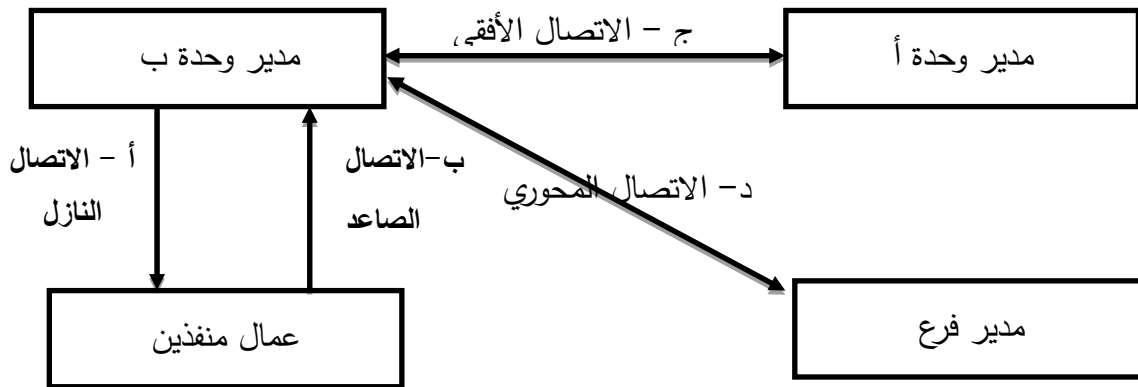 مدير وحدة أ
ج – الاتصال الأفقي
مدير وحدة ب
ب-الاتصال
الصاعد
أ – الاتصال
النازل
د- الاتصال المحوري
مدير فرع
عمال منفذين